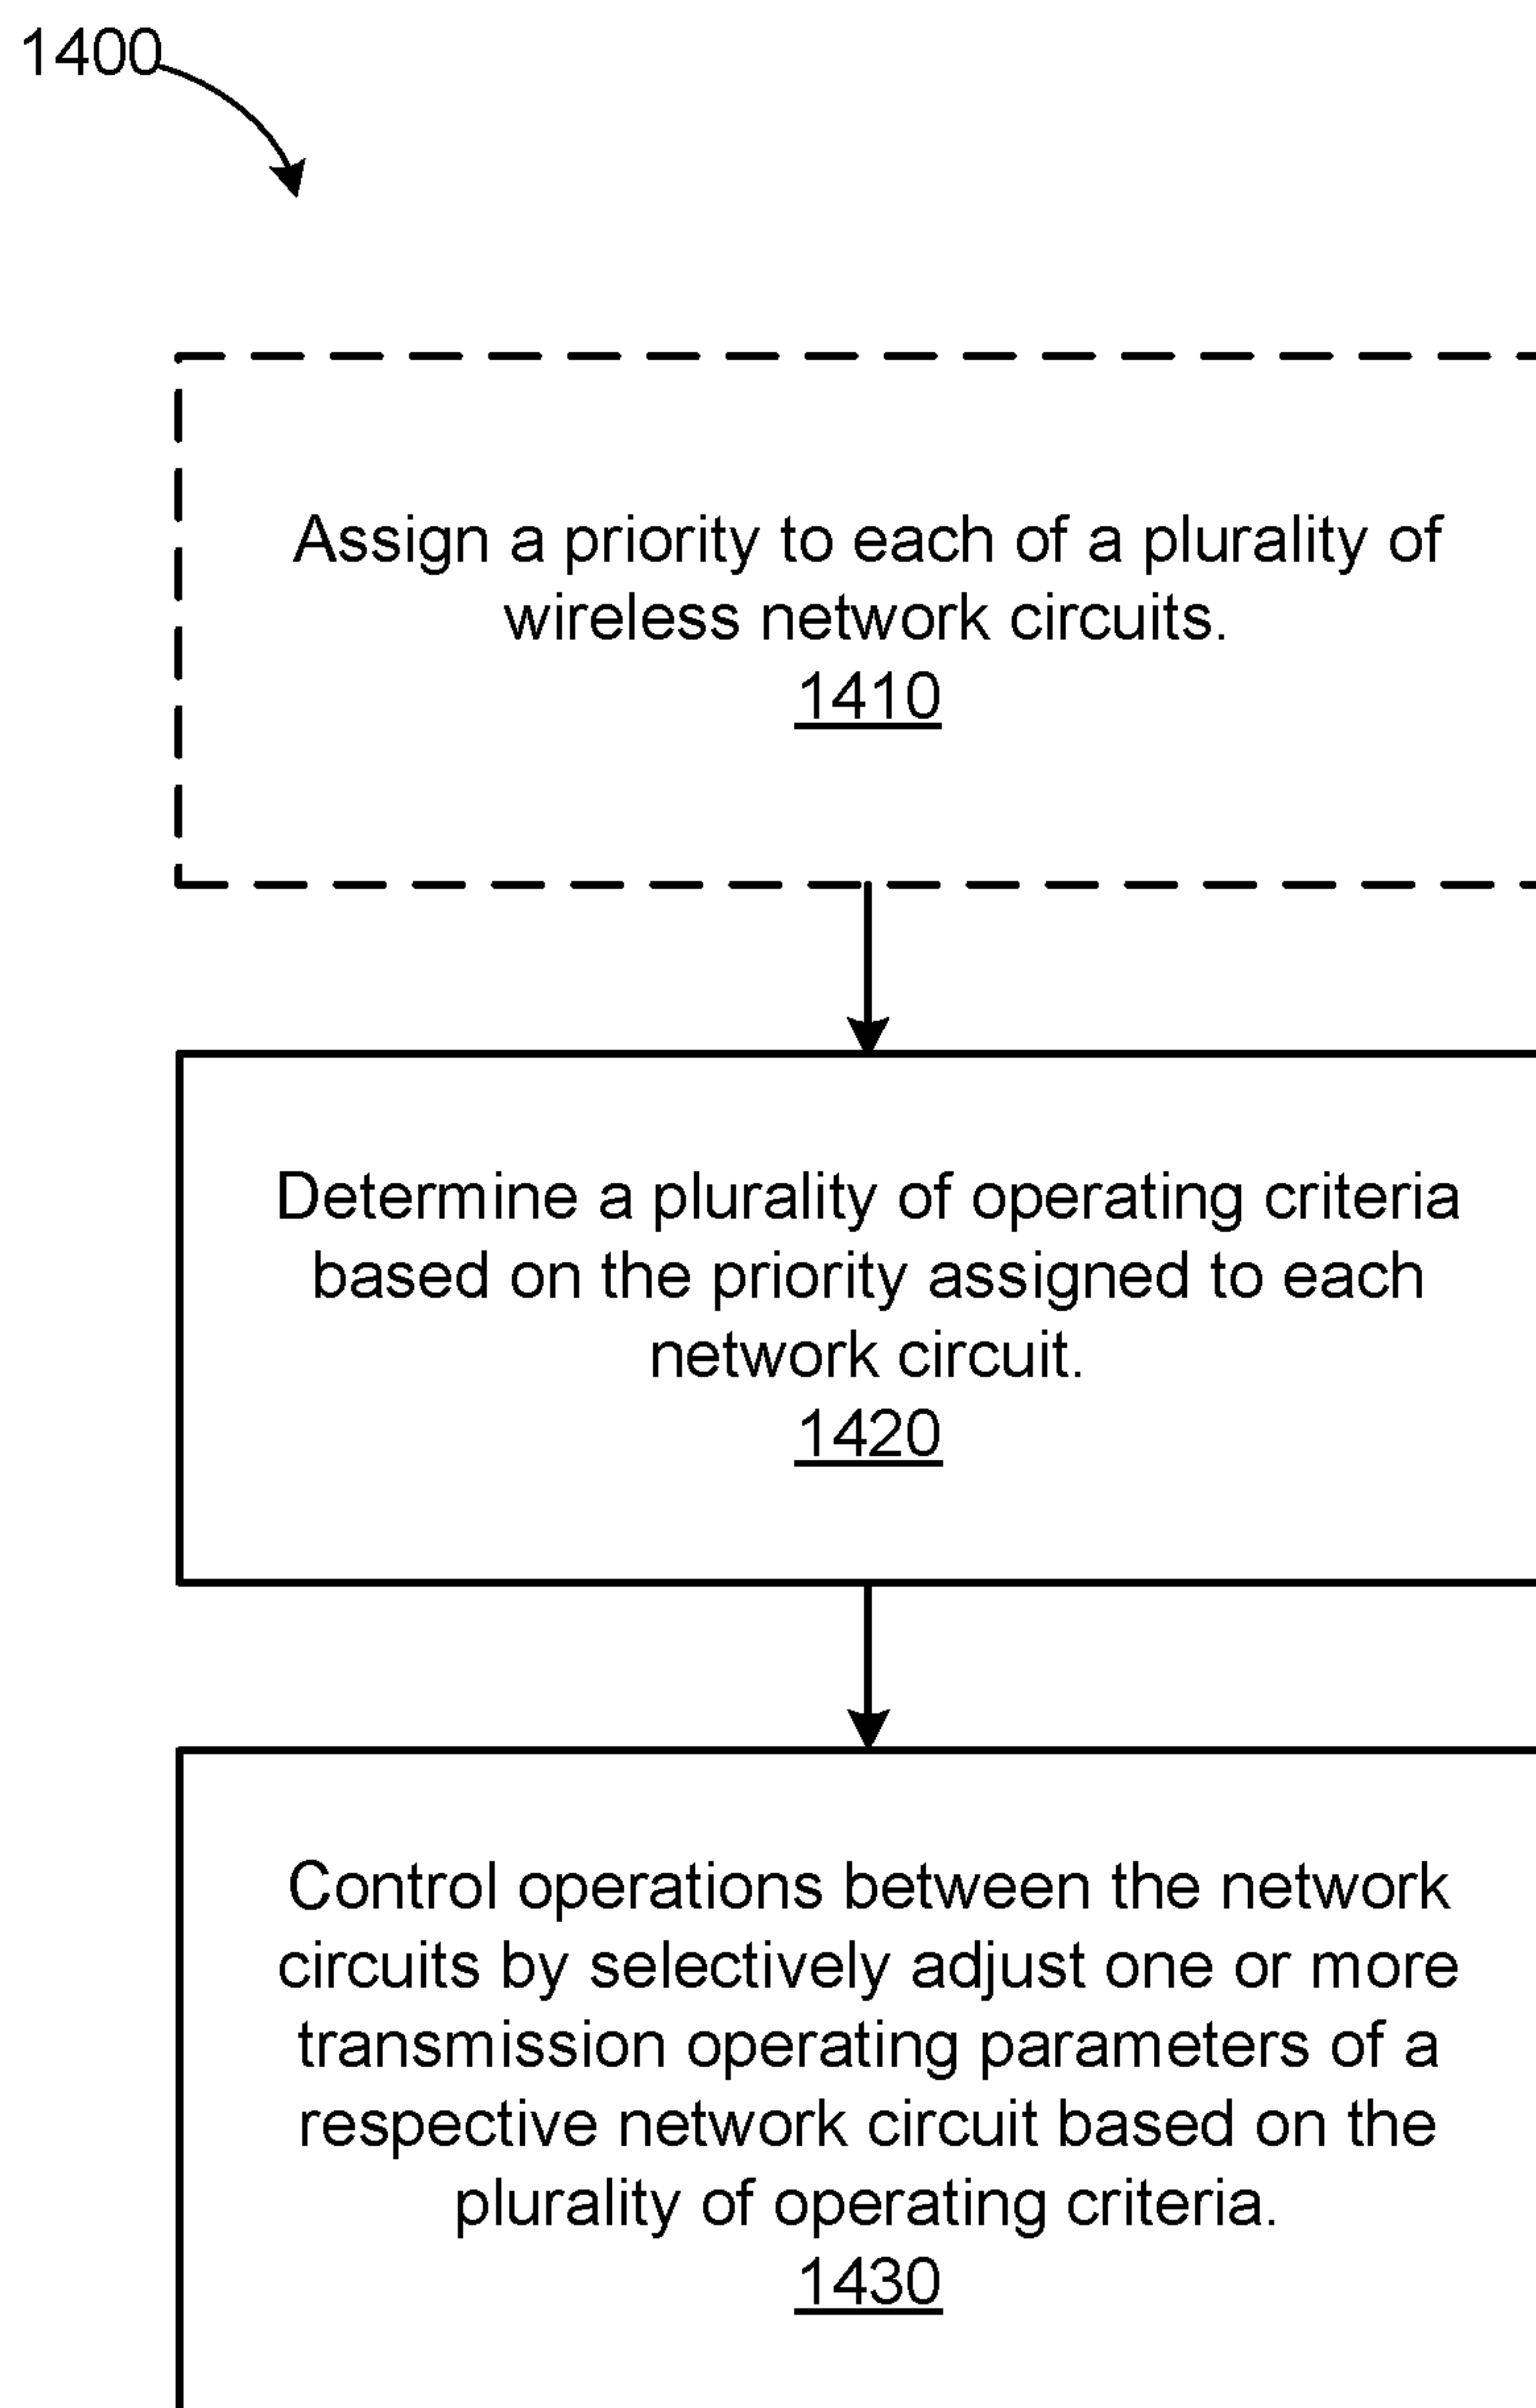 1400
Assign a priority to each of a plurality of
wireless network circuits.
1410
Determine a plurality of operating criteria
based on the priority assigned to each
network circuit.
1420
Control operations between the network
circuits by selectively adjust one or more
transmission operating parameters of a
respective network circuit based on the
plurality of operating criteria.
1430